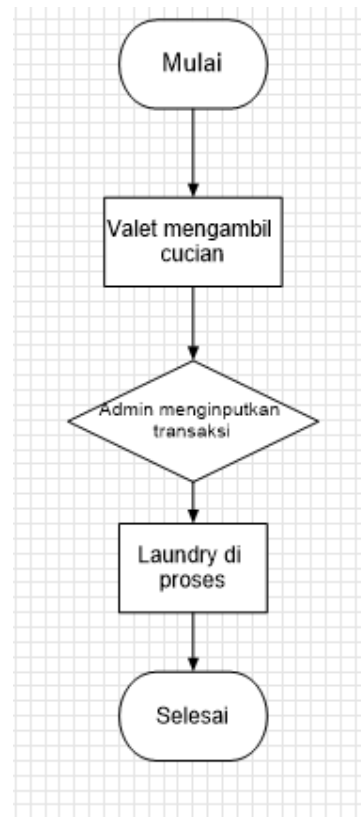 Mulai
Valet mengambil
cucian
Admin menginputkan
transaksi
Laundry di
proses
Selesai